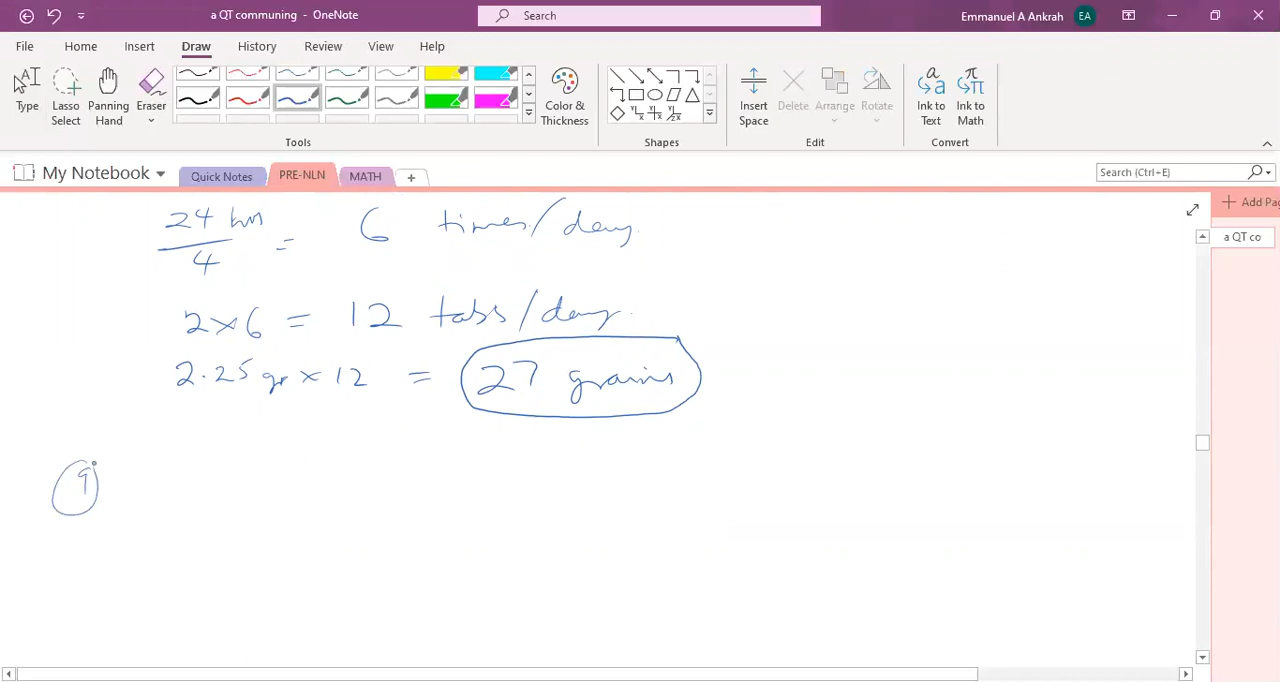 a QT communing - OneNote
Search
Emmanuel A Ankrah
EA
File
Home
Insert
Draw
History
Review
View
Help
Type
Lasso Select
Panning Hand
Eraser
Color & Thickness
Insert Space
Delete
Arrange
Rotate
Ink to Text
Ink to Math
Tools
Shapes
Edit
Convert
My Notebook
Quick Notes
PRE-NLN
MATH
Search (Ctrl+E)
Add Pag
a QT co
24 hrs
4
= 6 times/day.
2×6 = 12 tabs/day.
2.25 gr × 12 = 27 grains
9